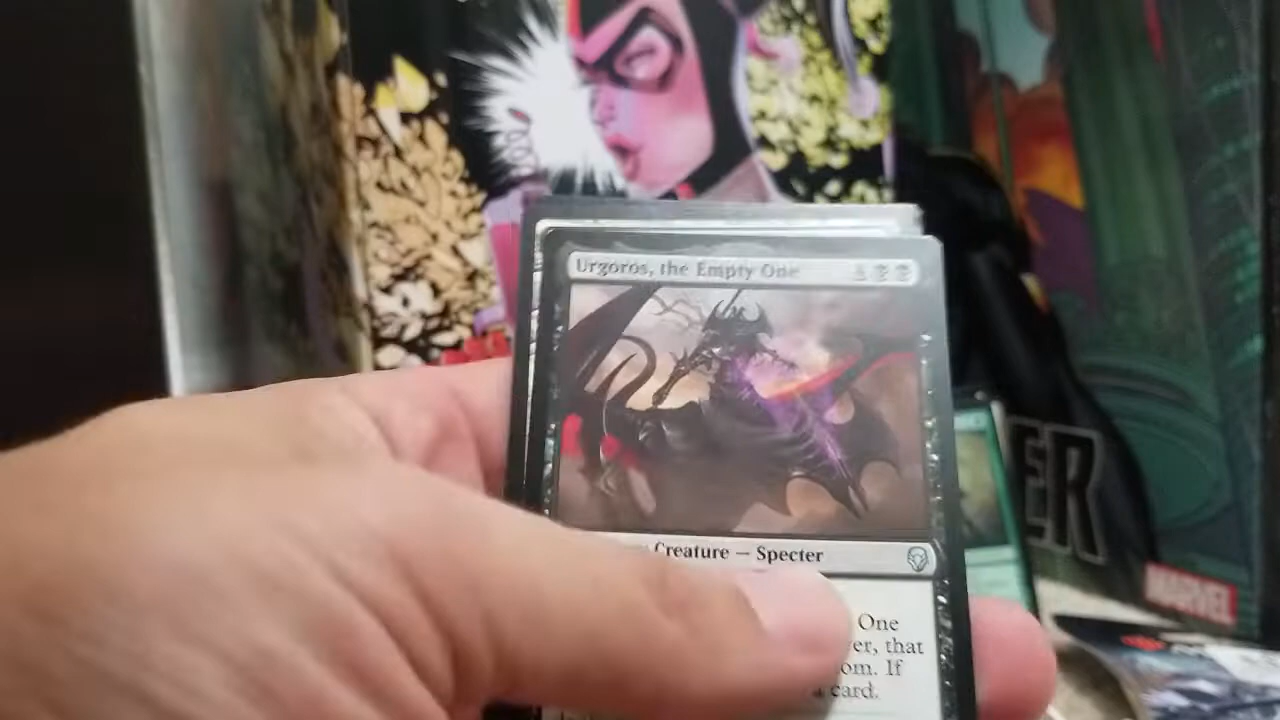 Urgoros, the Empty One
Creature — Specter
One
er, that
om. If
a card.
ER
MARVEL